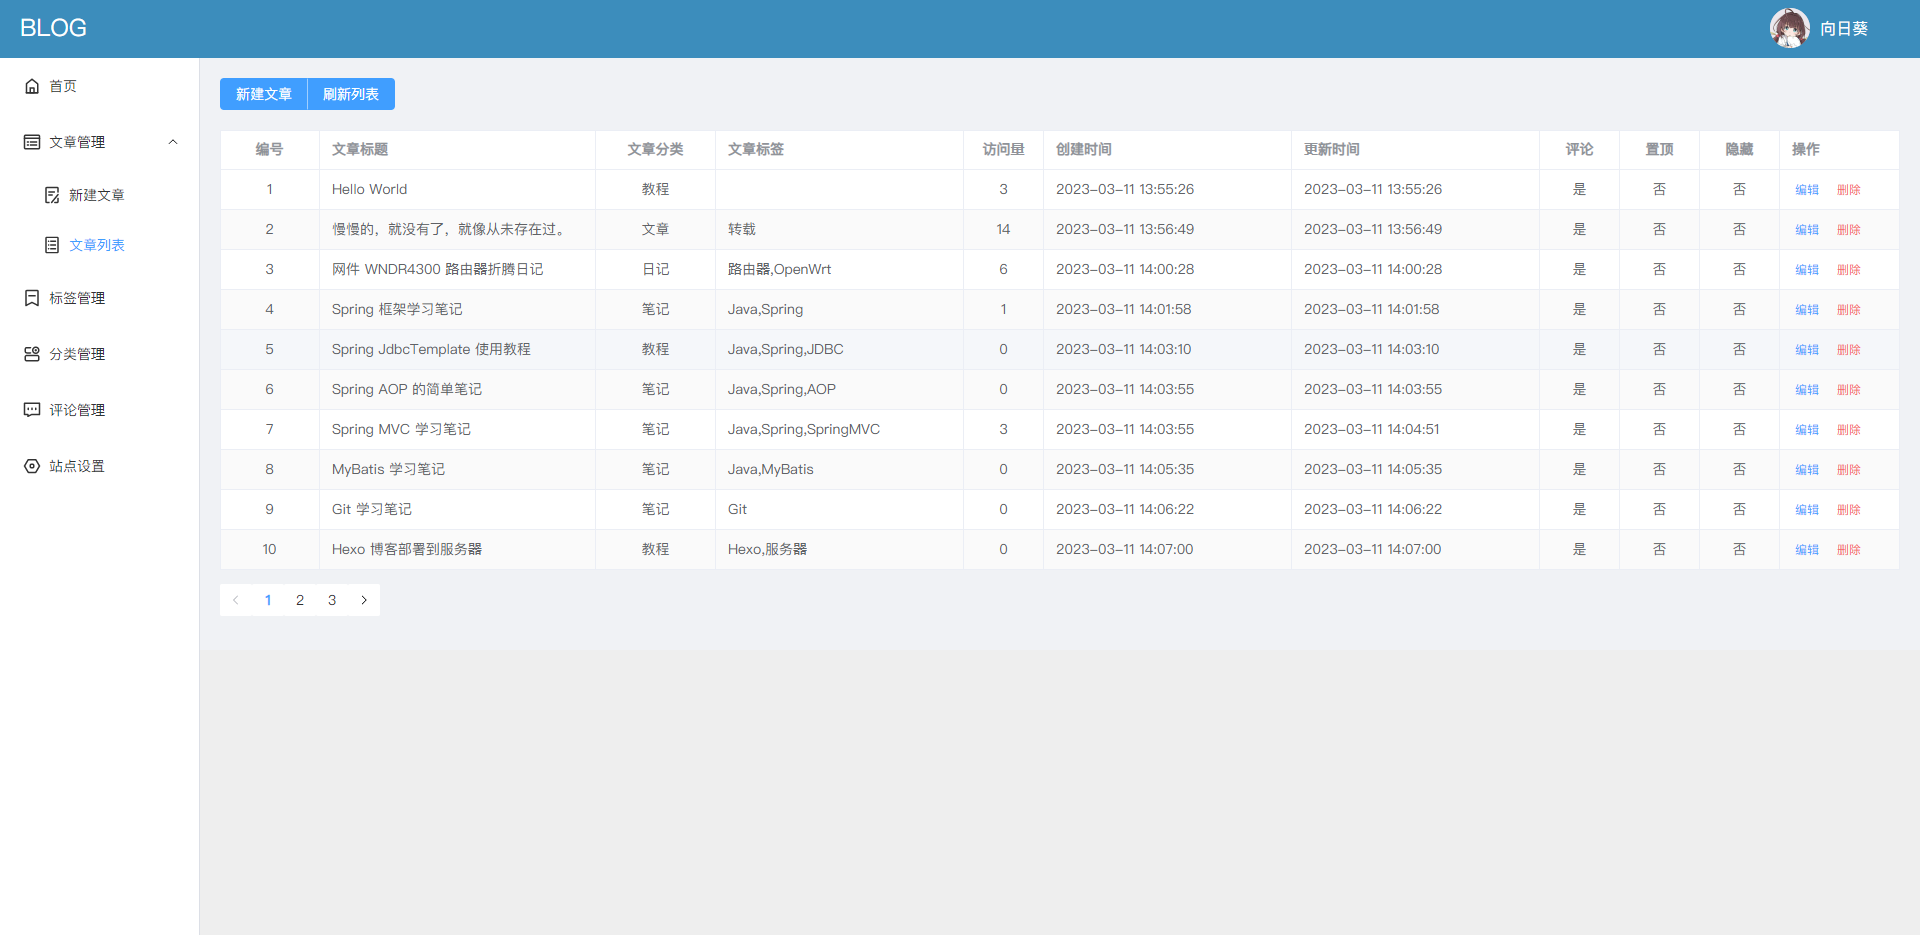 BLOG
向日葵
首页
文章管理
新建文章
文章列表
标签管理
分类管理
评论管理
站点设置
新建文章 刷新列表
编号 文章标题 文章分类 文章标签 访问量 创建时间 更新时间 评论 置顶 隐藏 操作
1 Hello World 教程 3 2023-03-11 13:55:26 2023-03-11 13:55:26 是 否 否 编辑 删除
2 慢慢的，就没有了，就像从未存在过。 文章 转载 14 2023-03-11 13:56:49 2023-03-11 13:56:49 是 否 否 编辑 删除
3 网件 WNDR4300 路由器折腾日记 日记 路由器,OpenWrt 6 2023-03-11 14:00:28 2023-03-11 14:00:28 是 否 否 编辑 删除
4 Spring 框架学习笔记 笔记 Java,Spring 1 2023-03-11 14:01:58 2023-03-11 14:01:58 是 否 否 编辑 删除
5 Spring JdbcTemplate 使用教程 教程 Java,Spring,JDBC 0 2023-03-11 14:03:10 2023-03-11 14:03:10 是 否 否 编辑 删除
6 Spring AOP 的简单笔记 笔记 Java,Spring,AOP 0 2023-03-11 14:03:55 2023-03-11 14:03:55 是 否 否 编辑 删除
7 Spring MVC 学习笔记 笔记 Java,Spring,SpringMVC 3 2023-03-11 14:03:55 2023-03-11 14:04:51 是 否 否 编辑 删除
8 MyBatis 学习笔记 笔记 Java,MyBatis 0 2023-03-11 14:05:35 2023-03-11 14:05:35 是 否 否 编辑 删除
9 Git 学习笔记 笔记 Git 0 2023-03-11 14:06:22 2023-03-11 14:06:22 是 否 否 编辑 删除
10 Hexo 博客部署到服务器 教程 Hexo,服务器 0 2023-03-11 14:07:00 2023-03-11 14:07:00 是 否 否 编辑 删除
1 2 3